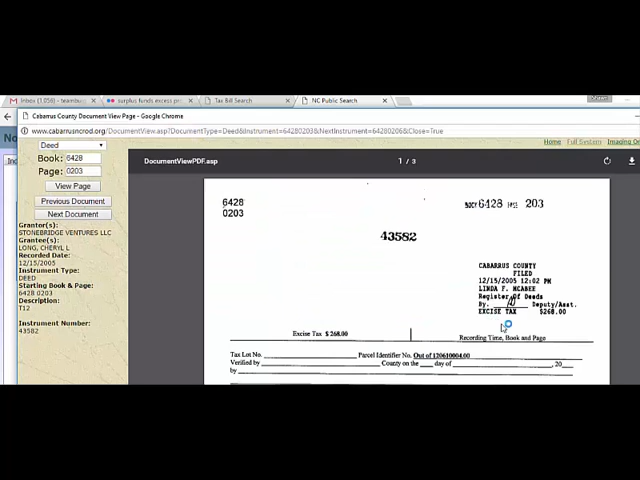 Inbox (1,056) - teambu
surplus funds excess pro
Tax Bill Search
NC Public Search
Cabarrus County Document View Page - Google Chrome
www.cabarrusncrod.org/DocumentView.asp?DocumentType=Deed&Instrument=64280203&NextInstrument=64280206&Close=True
Home Full System Imaging On
Deed
Book: 6428
Page: 0203
View Page
Previous Document
Next Document
Grantor(s):
STONEBRIDGE VENTURES LLC
Grantee(s):
LONG, CHERYL L
Recorded Date:
12/15/2005
Instrument Type:
DEED
Starting Book & Page:
6428 0203
Description:
T12
Instrument Number:
43582
DocumentViewPDF.asp
1 / 3
6428
0203
BOOK 6428 PAGE 203
43582
CABARRUS COUNTY
FILED
12/15/2005 12:02 PM
LINDA F. MCABEE
Register Of Deeds
By. Deputy/Asst.
EXCISE TAX $268.00
Excise Tax $ 268.00
Recording Time, Book and Page
Tax Lot No. Parcel Identifier No. Out of 120610004.00
Verified by County on the day of , 20
by